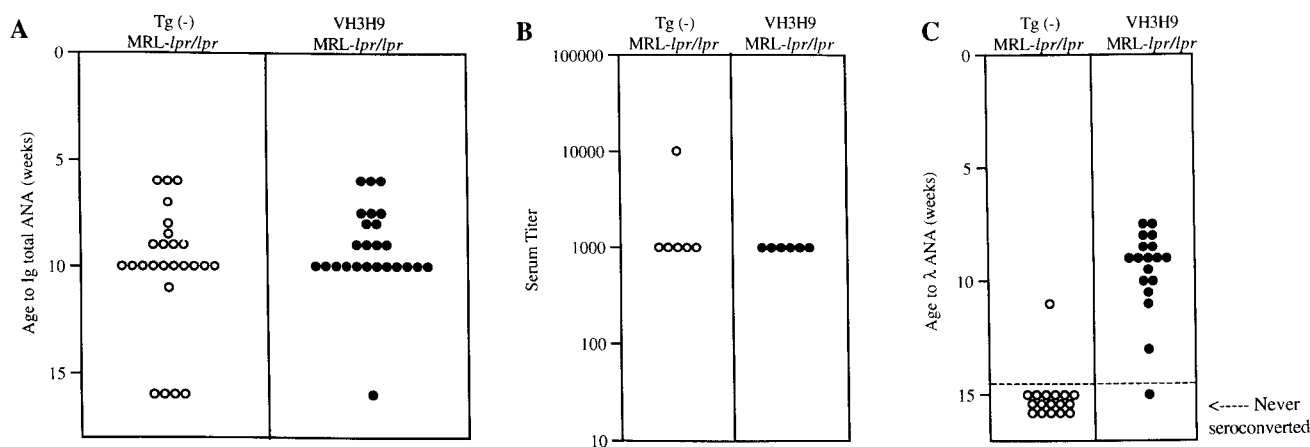 A
Tg (-)
MRL-lpr/lpr
VH3H9
MRL-lpr/lpr
0
5
10
15
Age to Ig total ANA (weeks)
B
Tg (-)
MRL-lpr/lpr
VH3H9
MRL-lpr/lpr
100000
10000
1000
100
10
Serum Titer
C
Tg (-)
MRL-lpr/lpr
VH3H9
MRL-lpr/lpr
0
5
10
15
Age to λ ANA (weeks)
<----- Never
seroconverted